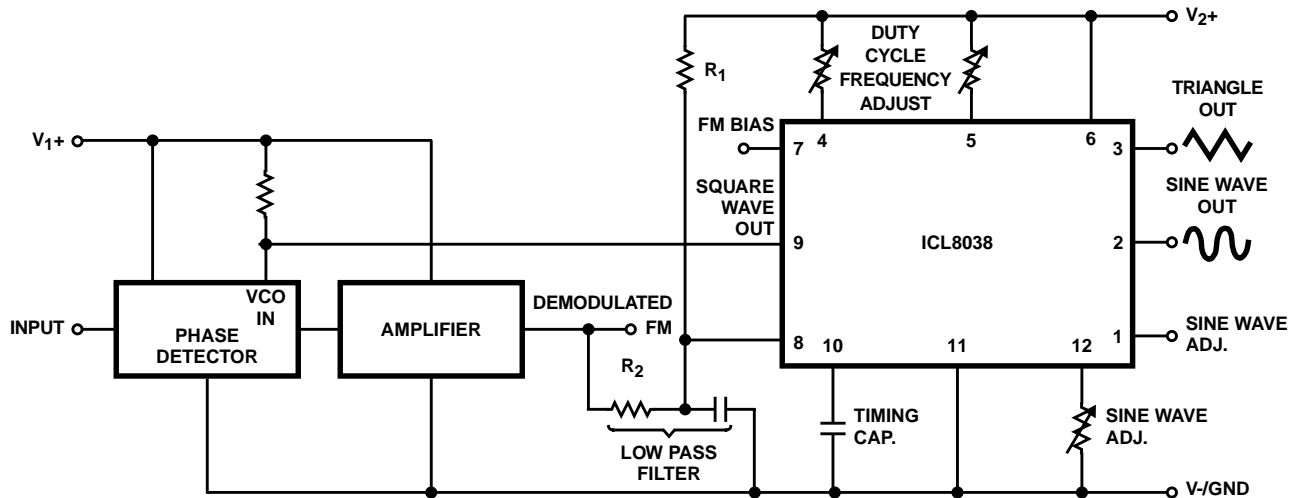 V2+
DUTY
CYCLE
FREQUENCY
ADJUST
R1
V1+
FM BIAS
7
4
5
6
3
TRIANGLE
OUT
SQUARE
WAVE
OUT
9
ICL8038
2
SINE WAVE
OUT
INPUT
PHASE
DETECTOR
VCO
IN
AMPLIFIER
DEMODULATED
FM
8
10
11
12
1
SINE WAVE
ADJ.
R2
LOW PASS
FILTER
TIMING
CAP.
SINE WAVE
ADJ.
V-/GND